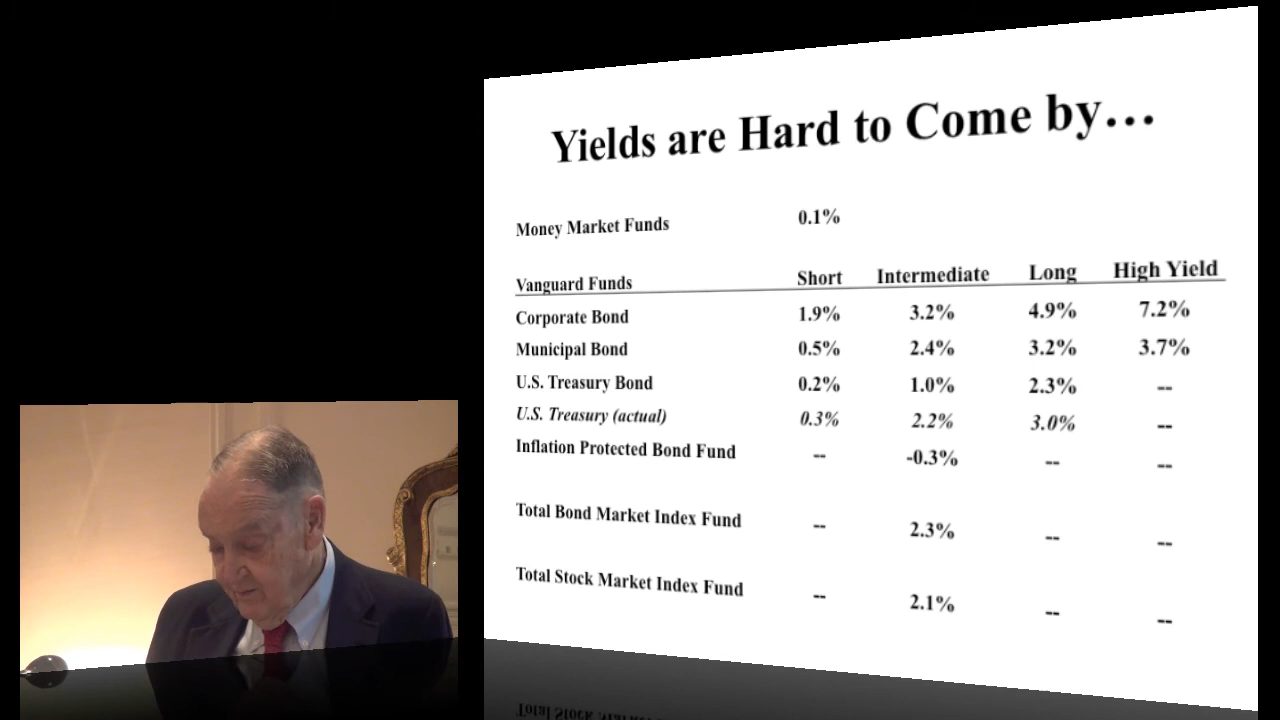 Yields are Hard to Come by…
Money Market Funds 0.1%
Vanguard Funds Short Intermediate Long High Yield
Corporate Bond 1.9% 3.2% 4.9% 7.2%
Municipal Bond 0.5% 2.4% 3.2% 3.7%
U.S. Treasury Bond 0.2% 1.0% 2.3% --
U.S. Treasury (actual) 0.3% 2.2% 3.0% --
Inflation Protected Bond Fund -- -0.3% -- --
Total Bond Market Index Fund -- 2.3% -- --
Total Stock Market Index Fund -- 2.1% -- --